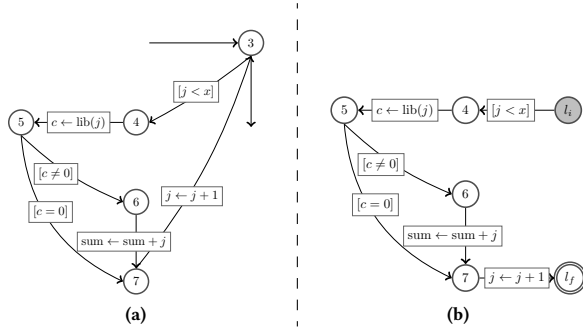 3
[j < x]
5
c ← lib(j)
4
[c ≠ 0]
6
j ← j + 1
[c = 0]
sum ← sum + j
7
(a)
5
c ← lib(j)
4
[j < x]
l_i
[c ≠ 0]
6
[c = 0]
sum ← sum + j
7
j ← j + 1
l_f
(b)